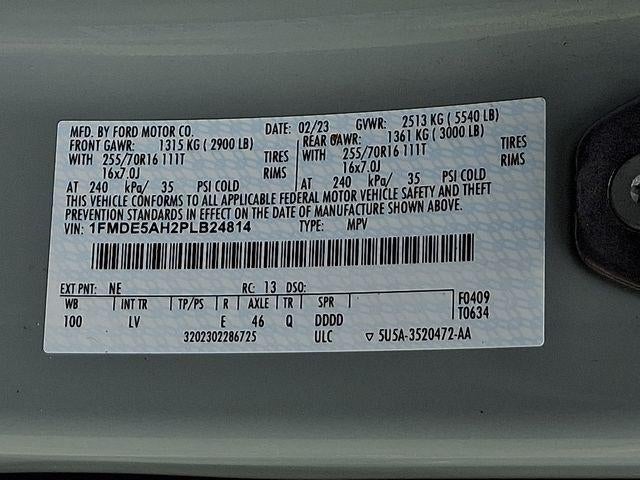 MFD. BY FORD MOTOR CO. DATE: 02/23 GVWR: 2513 KG ( 5540 LB)
FRONT GAWR: 1315 KG ( 2900 LB) REAR GAWR: 1361 KG ( 3000 LB)
WITH 255/70R16 111T TIRES WITH 255/70R16 111T TIRES
16x7.0J RIMS 16x7.0J RIMS
AT 240 kPa/ 35 PSI COLD AT 240 kPa/ 35 PSI COLD
THIS VEHICLE CONFORMS TO ALL APPLICABLE FEDERAL MOTOR VEHICLE SAFETY AND THEFT
PREVENTION STANDARDS IN EFFECT ON THE DATE OF MANUFACTURE SHOWN ABOVE.
VIN: 1FMDE5AH2PLB24814 TYPE: MPV
EXT PNT: NE RC: 13 DSO:
WB INT TR TP/PS R AXLE TR SPR F0409
100 LV E 46 Q DDDD T0634
3202302286725 ULC ▽ 5U5A-3520472-AA